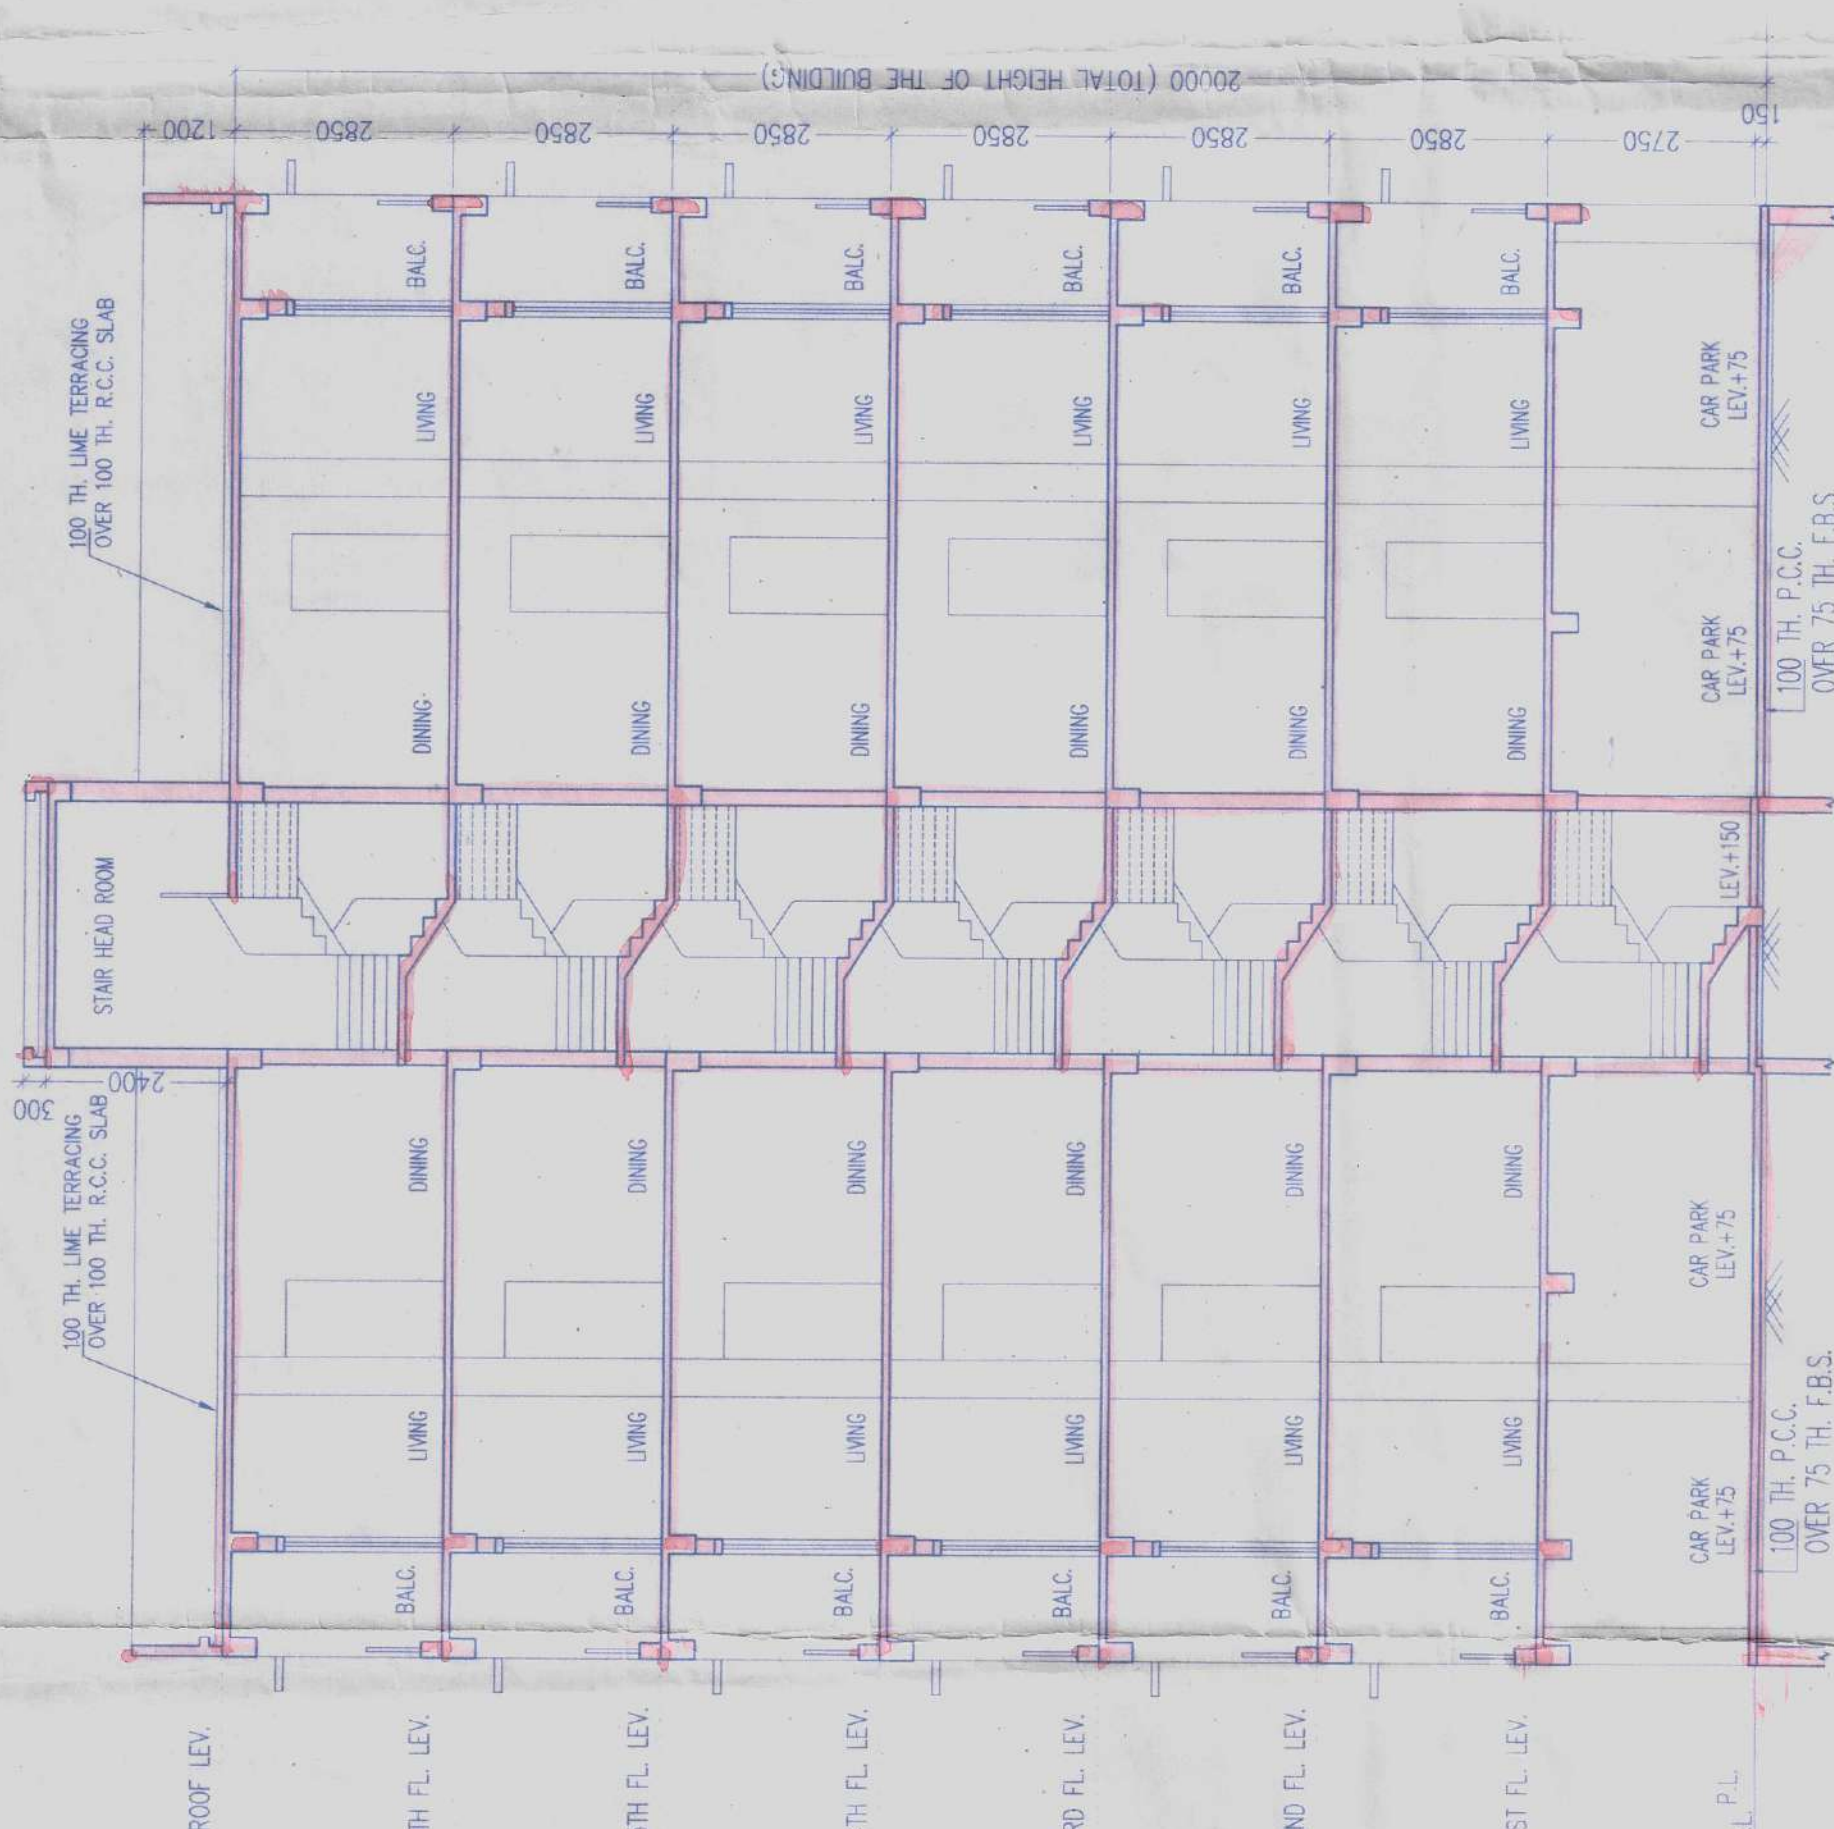 20000 (TOTAL HEIGHT OF THE BUILDING)
1200
2850
2850
2850
2850
2850
2850
2750
150
100 TH. LIME TERRACING
OVER 100 TH. R.C.C. SLAB
BALC.
BALC.
BALC.
BALC.
BALC.
BALC.
LIVING
LIVING
LIVING
LIVING
LIVING
LIVING
CAR PARK
LEV.+75
DINING
DINING
DINING
DINING
DINING
DINING
CAR PARK
LEV.+75
100 TH. P.C.C.
OVER 75 TH. F.B.S.
STAIR HEAD ROOM
LEV.+150
300
2400
100 TH. LIME TERRACING
OVER 100 TH. R.C.C. SLAB
DINING
DINING
DINING
DINING
DINING
DINING
CAR PARK
LEV.+75
LIVING
LIVING
LIVING
LIVING
LIVING
LIVING
CAR PARK
LEV.+75
100 TH. P.C.C.
OVER 75 TH. F.B.S.
BALC.
BALC.
BALC.
BALC.
BALC.
BALC.
ROOF LEV.
TH FL. LEV.
TH FL. LEV.
TH FL. LEV.
RD FL. LEV.
ND FL. LEV.
ST FL. LEV.
P.L.